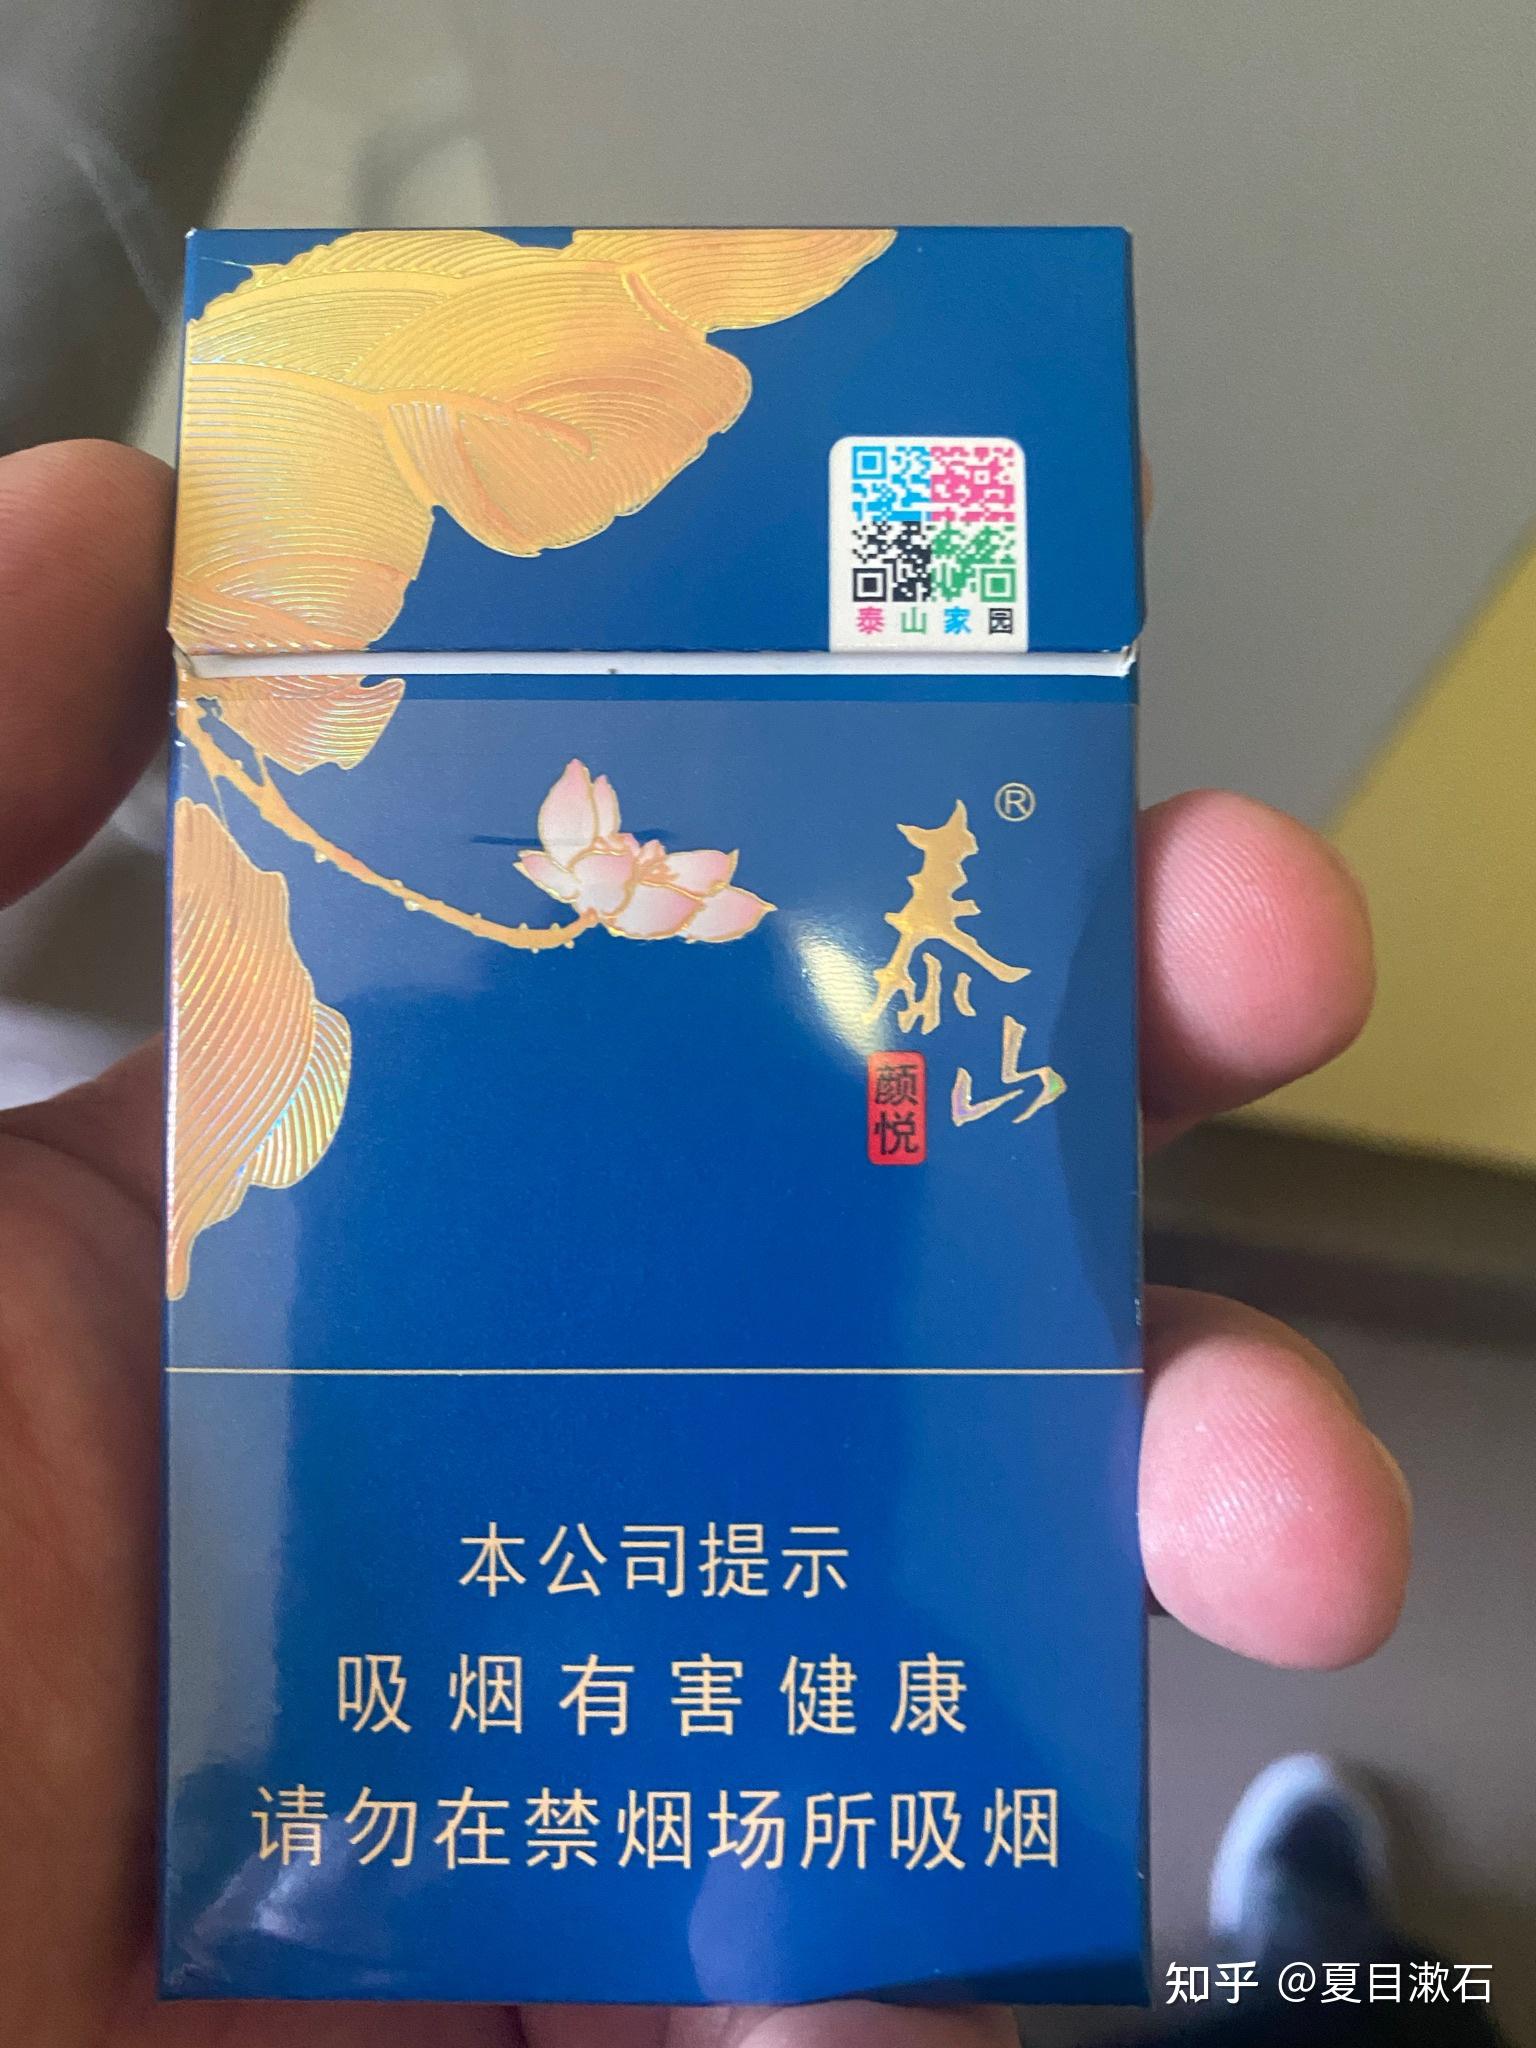 泰山家园
泰山®
颜悦
本公司提示
吸烟有害健康
请勿在禁烟场所吸烟
知乎 @夏目漱石